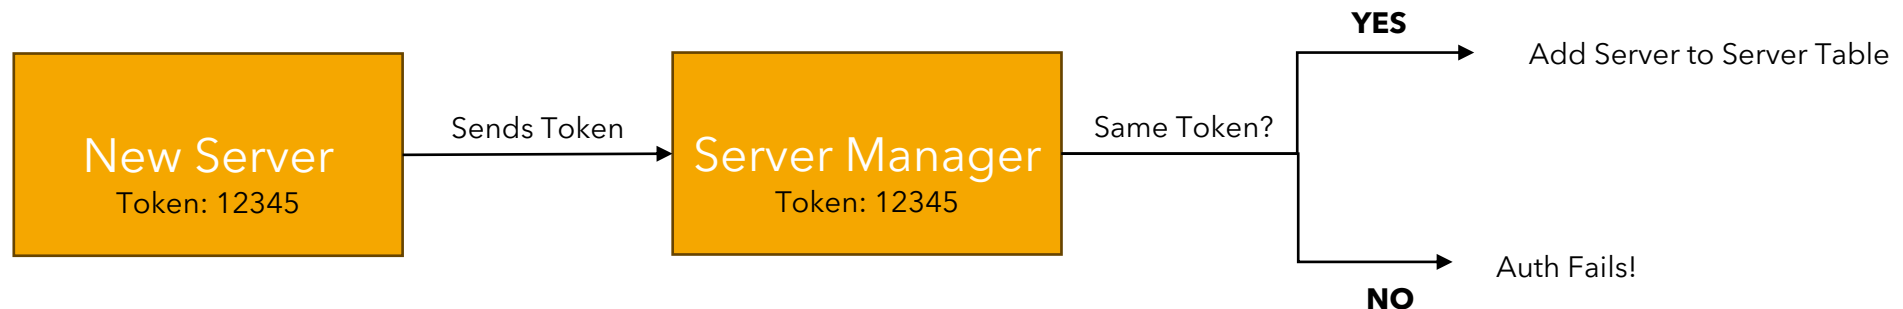 New Server
Token: 12345
Sends Token
Server Manager
Token: 12345
Same Token?
YES
Add Server to Server Table
Auth Fails!
NO